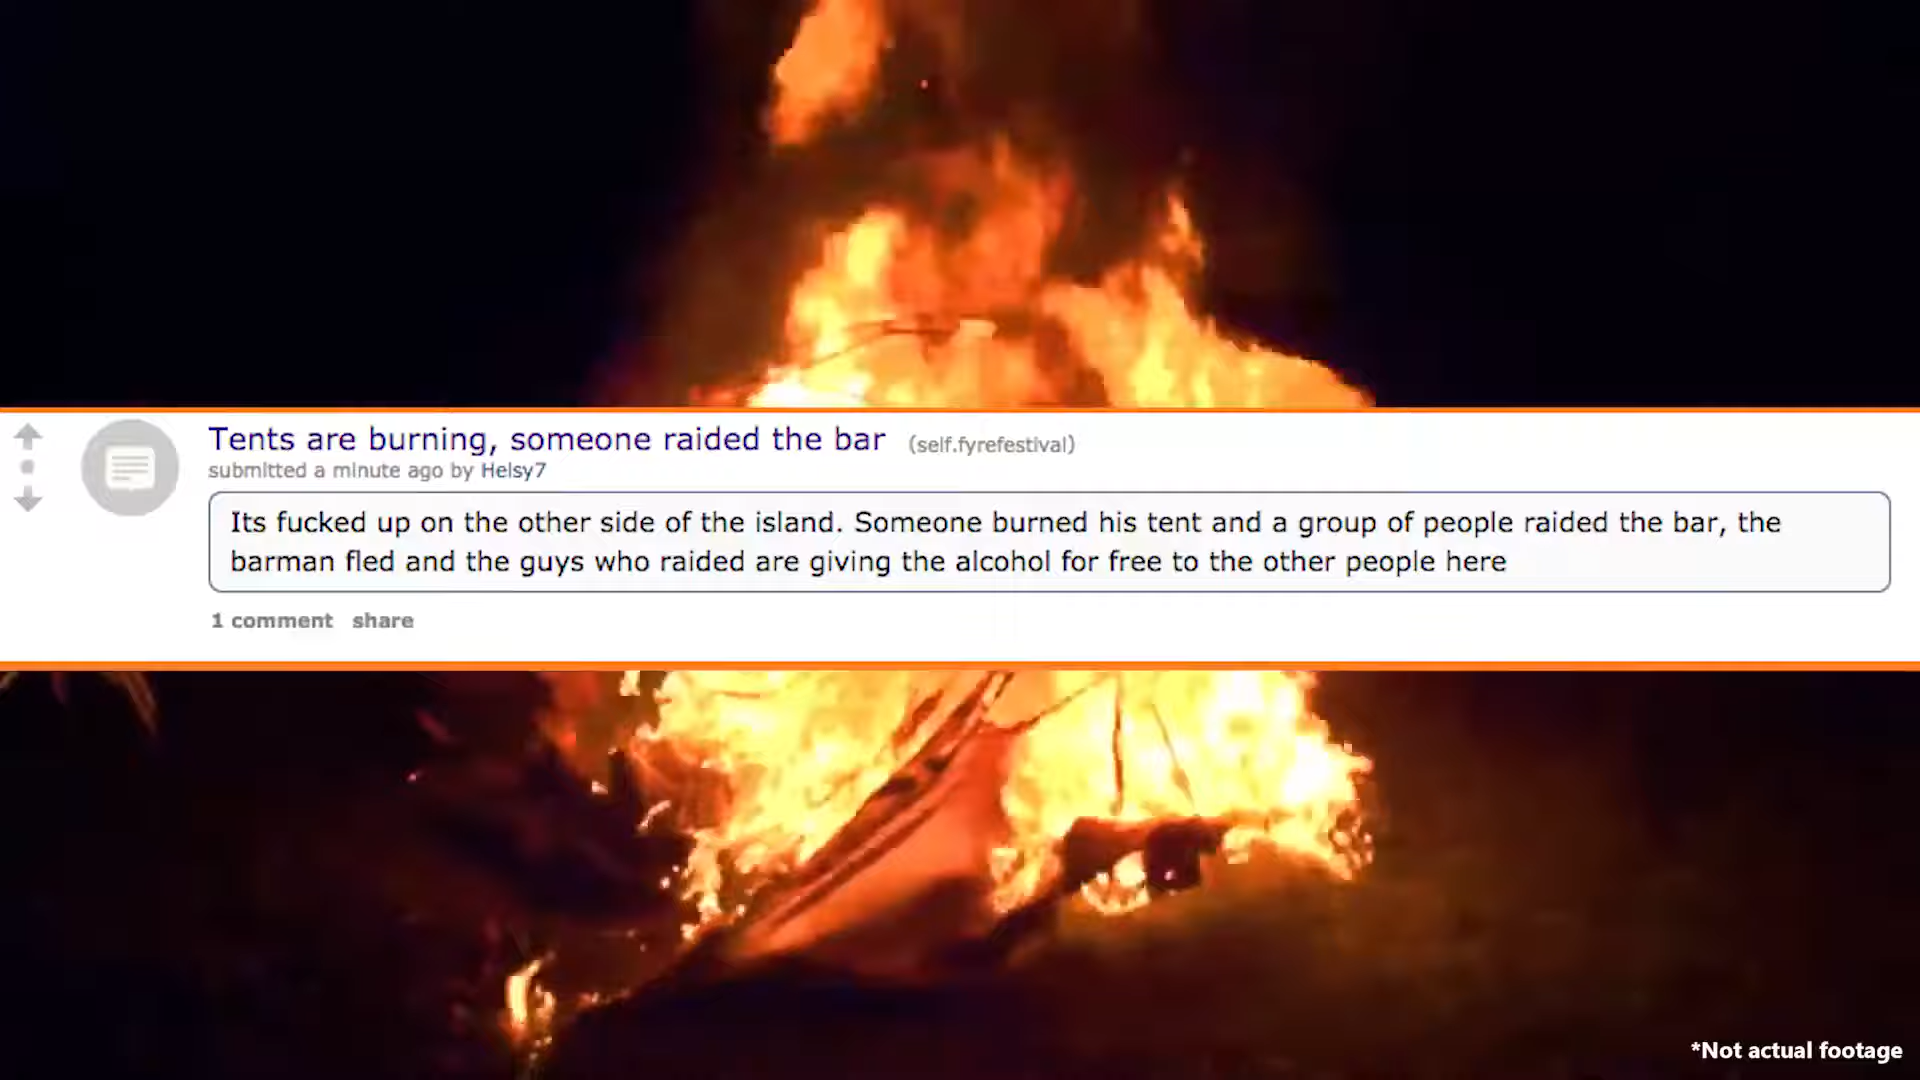 Tents are burning, someone raided the bar (self.fyrefestival)
submitted a minute ago by Helsy7
Its fucked up on the other side of the island. Someone burned his tent and a group of people raided the bar, the
barman fled and the guys who raided are giving the alcohol for free to the other people here
1 comment share
*Not actual footage